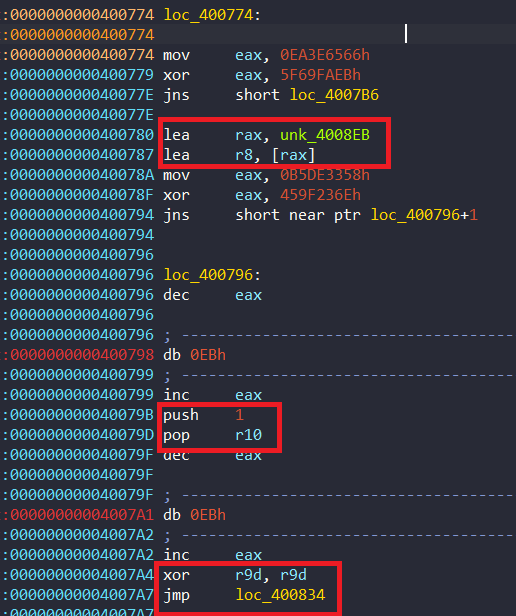 :0000000000400774 loc_400774:
:0000000000400774
:0000000000400774 mov eax, 0EA3E6566h
:0000000000400779 xor eax, 5F69FAEBh
:000000000040077E jns short loc_4007B6
:000000000040077E
:0000000000400780 lea rax, unk_4008EB
:0000000000400787 lea r8, [rax]
:000000000040078A mov eax, 0B5DE3358h
:000000000040078F xor eax, 459F236Eh
:0000000000400794 jns short near ptr loc_400796+1
:0000000000400794
:0000000000400796
:0000000000400796 loc_400796:
:0000000000400796 dec eax
:0000000000400796
:0000000000400796 ; ----------------------------------
:0000000000400798 db 0EBh
:0000000000400799 ; ----------------------------------
:0000000000400799 inc eax
:000000000040079B push 1
:000000000040079D pop r10
:000000000040079F dec eax
:000000000040079F
:000000000040079F ; ----------------------------------
:00000000004007A1 db 0EBh
:00000000004007A2 ; ----------------------------------
:00000000004007A2 inc eax
:00000000004007A4 xor r9d, r9d
:00000000004007A7 jmp loc_400834
:00000000004007A7